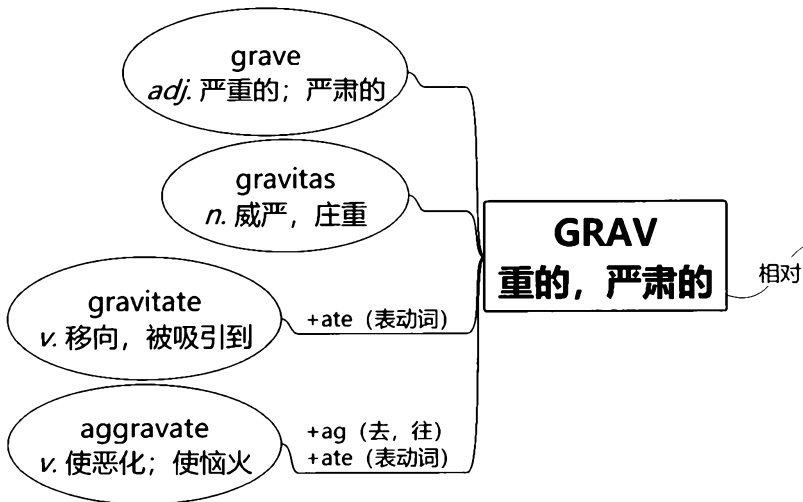 grave
adj. 严重的；严肃的
gravitas
n. 威严，庄重
GRAV
重的，严肃的
相对
gravitate
v. 移向，被吸引到
+ate（表动词）
aggravate
v. 使恶化；使恼火
+ag（去，往）
+ate（表动词）